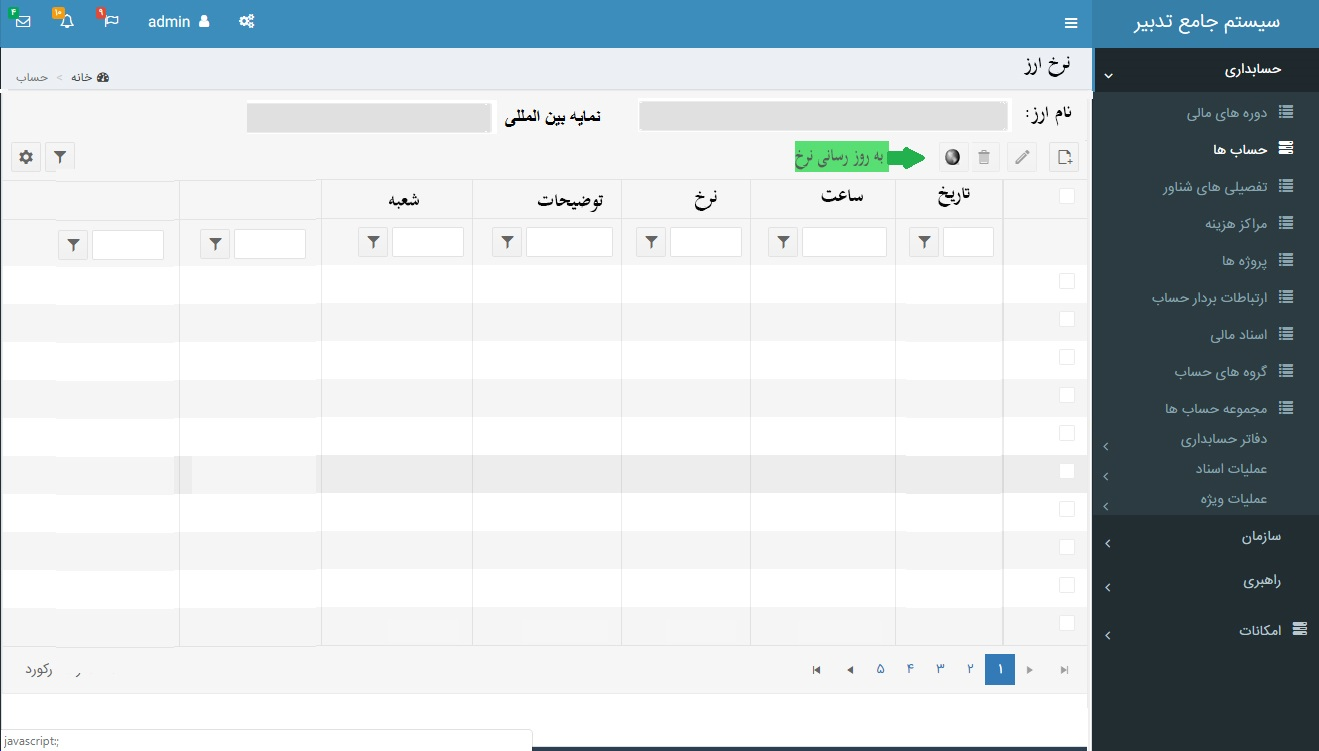 سیستم جامع تدبیر
admin
۹
۱۰
۴
حسابداری
دوره های مالی
حساب ها
تفصیلی های شناور
مراکز هزینه
پروژه ها
ارتباطات بردار حساب
اسناد مالی
گروه های حساب
مجموعه حساب ها
دفاتر حسابداری
عملیات اسناد
عملیات ویژه
سازمان
راهبری
امکانات
نرخ ارز
خانه > حساب
نام ارز: نمایه بین المللی
به روز رسانی نرخ
تاریخ ساعت نرخ توضیحات شعبه
۱ ۲ ۳ ۴ ۵
رکورد
javascript:;